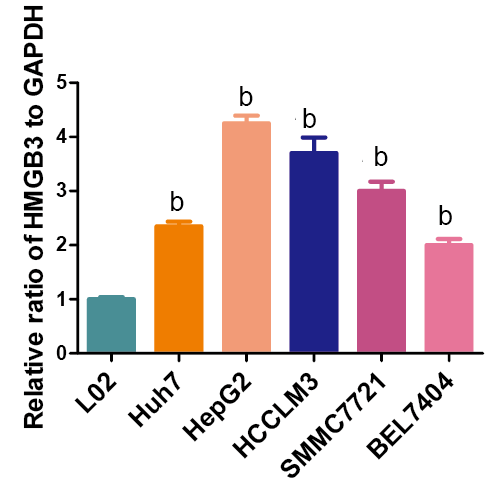 Relative ratio of HMGB3 to GAPDH
5
4
3
2
1
0
b
b
b
b
b
L02
Huh7
HepG2
HCCLM3
SMMC7721
BEL7404